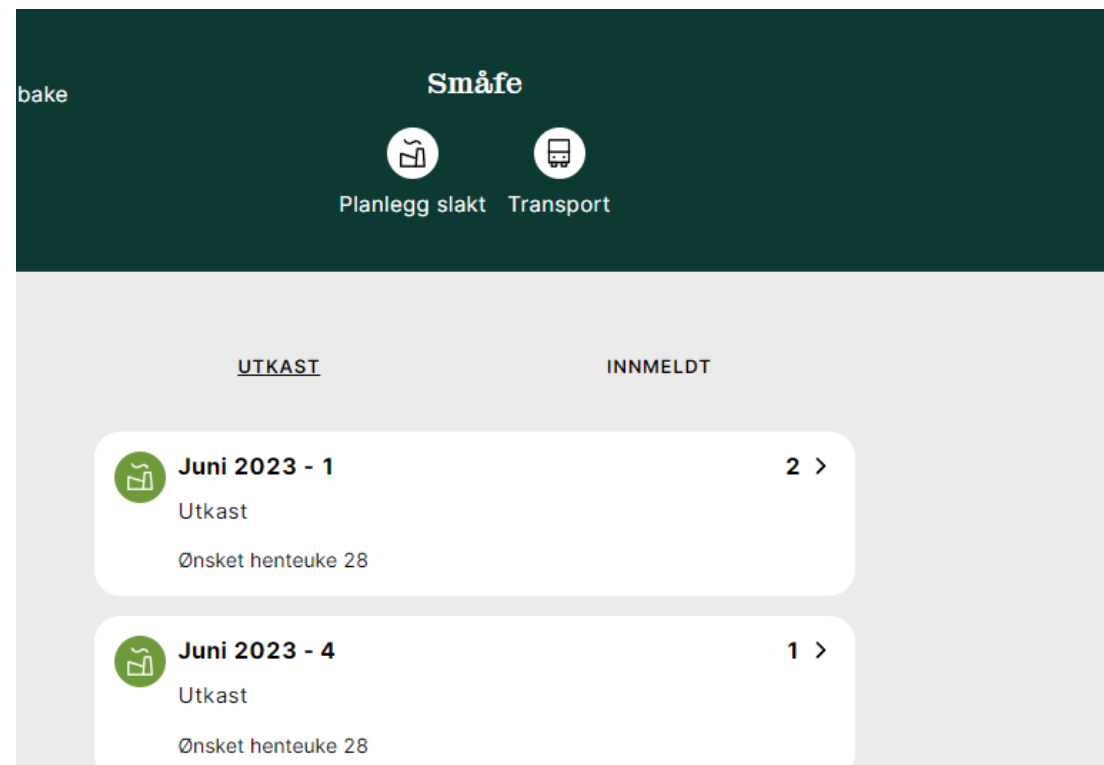 bake
Småfe
Planlegg slakt Transport
UTKAST INNMELDT
Juni 2023 - 1 2
Utkast
Ønsket henteuke 28
Juni 2023 - 4 1
Utkast
Ønsket henteuke 28